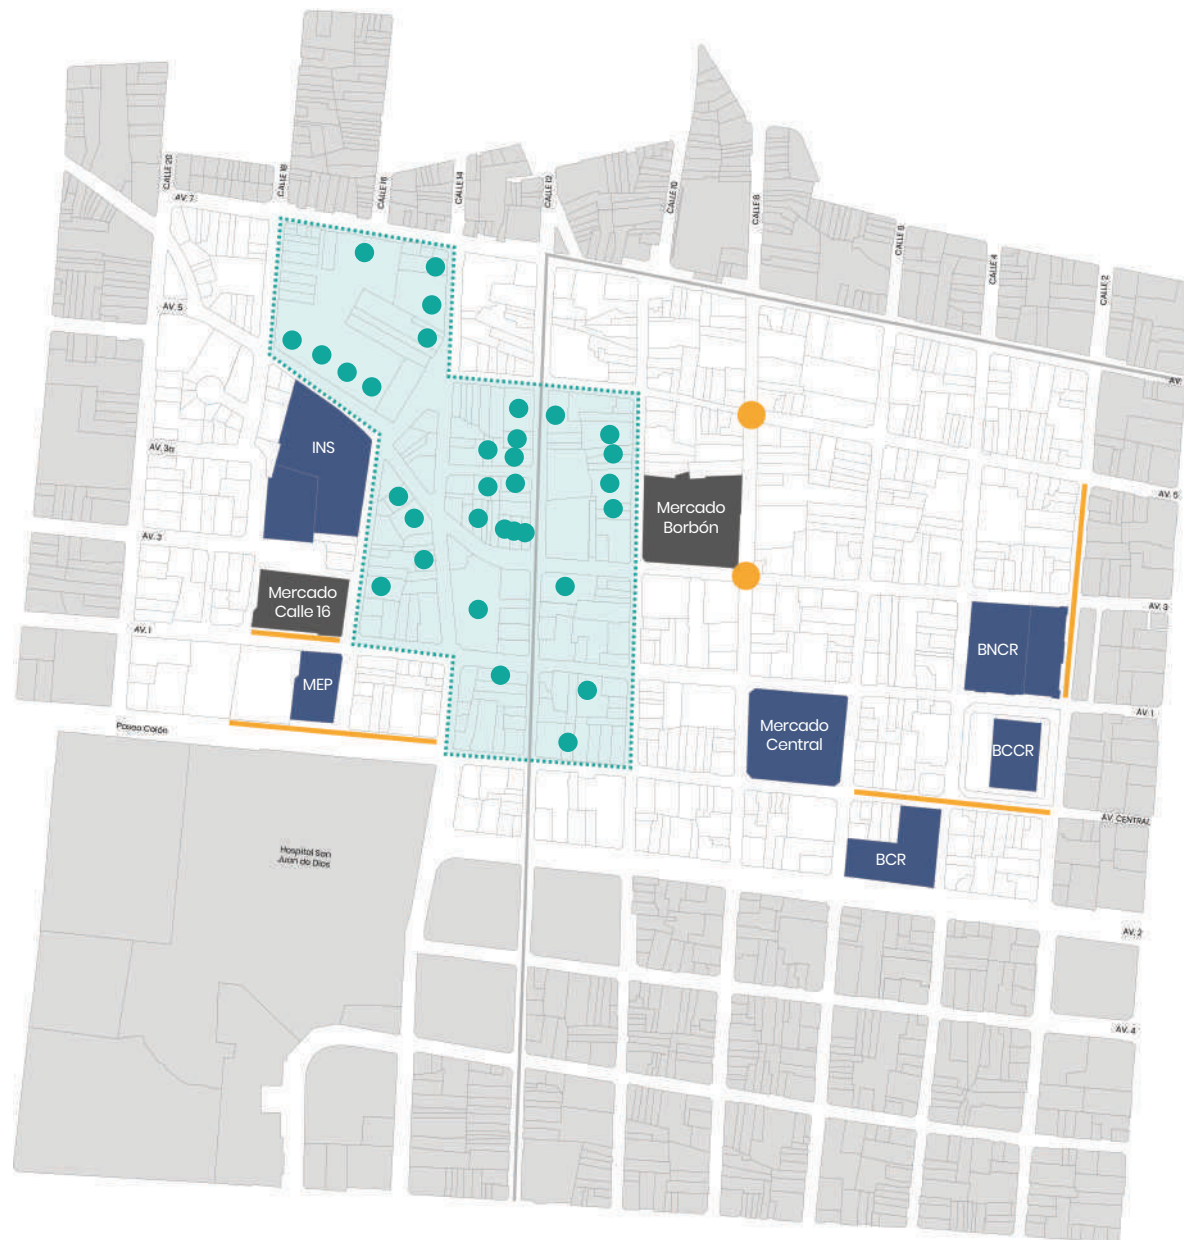 CALLE 20
CALLE 18
CALLE 16
CALLE 14
CALLE 12
CALLE 10
CALLE 8
CALLE 6
CALLE 4
CALLE 2
AV. 7
AV. 5
AV
INS
AV. 3a
Mercado
Borbón
AV. 5
AV. 3
Mercado
Calle 16
AV. 3
AV. 1
BNCR
MEP
AV. 1
Paseo Colón
Mercado
Central
BCCR
AV. CENTRAL
Hospital San
Juan de Dios
BCR
AV. 2
AV. 4